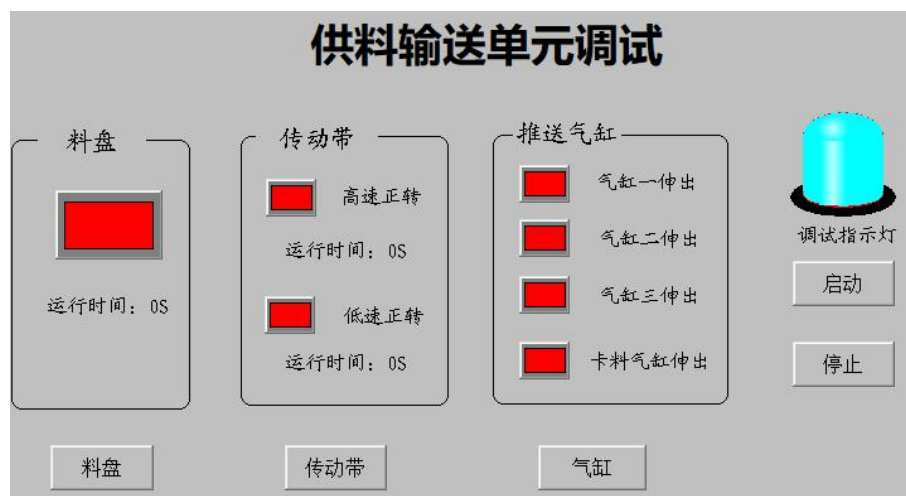 供料输送单元调试
料盘
运行时间：0S
传动带
高速正转
运行时间：0S
低速正转
运行时间：0S
推送气缸
气缸一伸出
气缸二伸出
气缸三伸出
卡料气缸伸出
调试指示灯
启动
停止
料盘
传动带
气缸